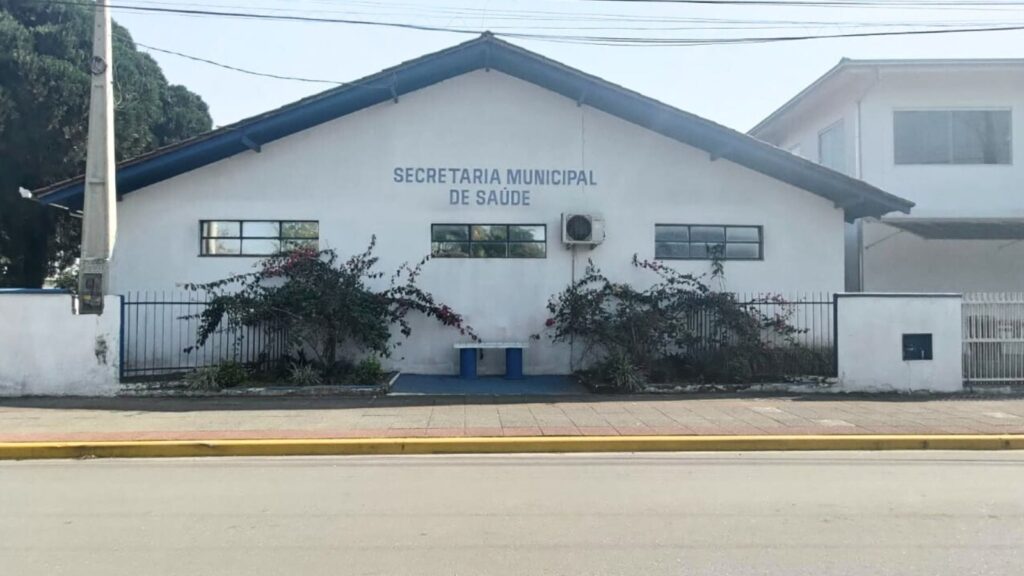 SECRETARIA MUNICIPAL
DE SAÚDE